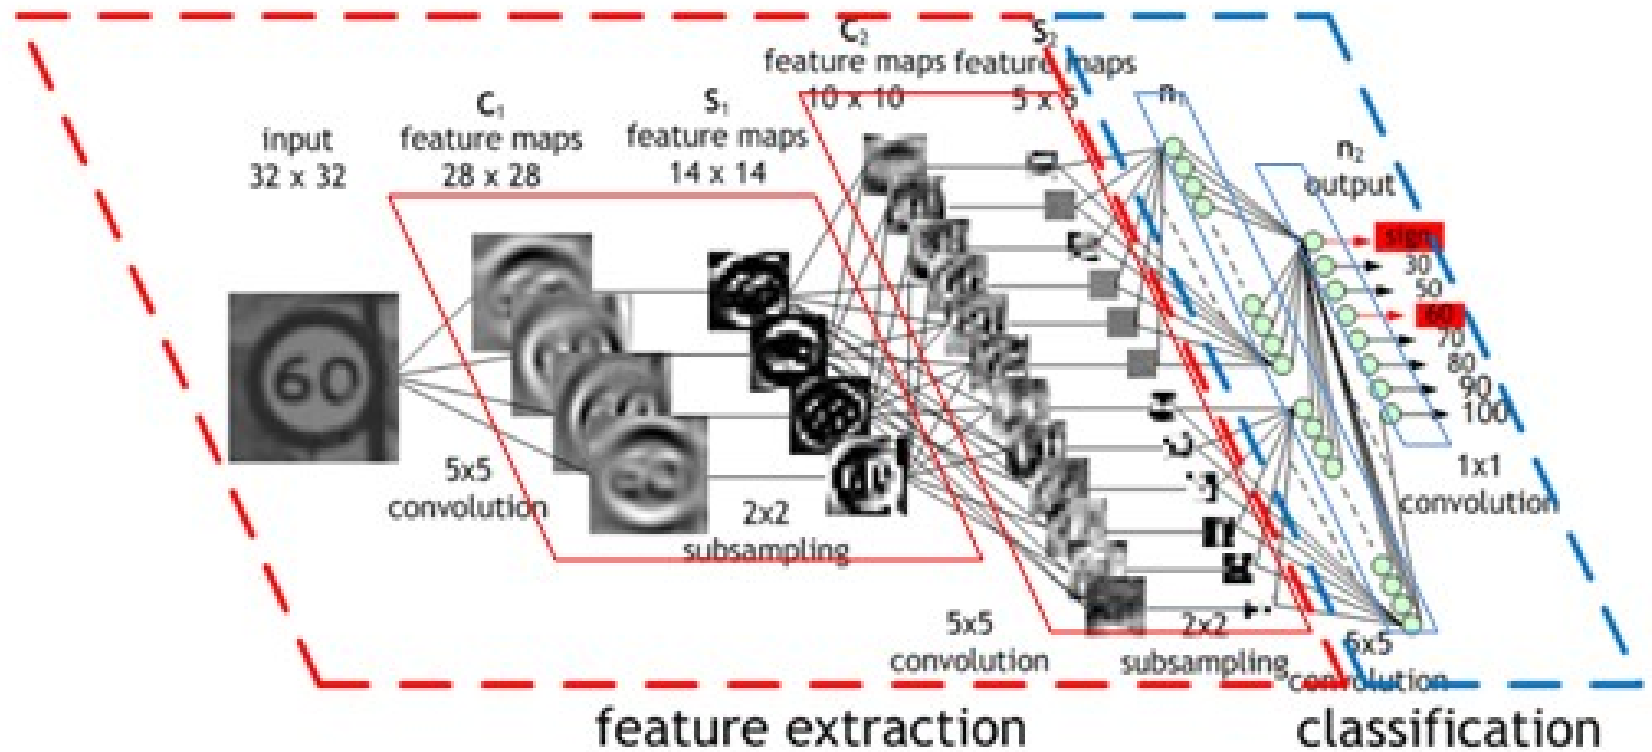 input
32 x 32
C₁
feature maps
28 x 28
S₁
feature maps
14 x 14
C₂
feature maps
10 x 10
S₂
feature maps
5 x 5
n₁
n₂
output
60
sign
30
50
60
70
80
90
100
5x5
convolution
2x2
subsampling
5x5
convolution
2x2
subsampling
5x5
convolution
1x1
convolution
feature extraction
classification